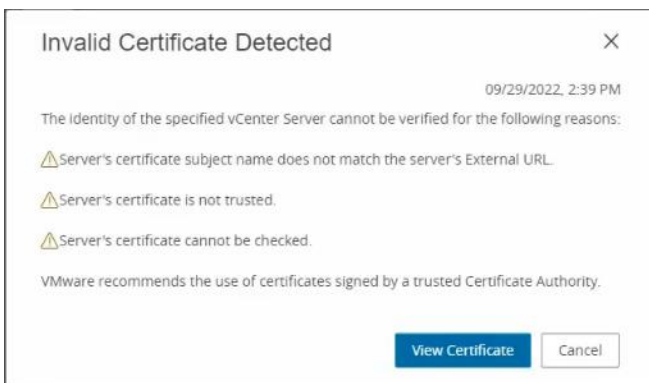 Invalid Certificate Detected
09/29/2022, 2:39 PM
The identity of the specified vCenter Server cannot be verified for the following reasons:
Server's certificate subject name does not match the server's External URL.
Server's certificate is not trusted.
Server's certificate cannot be checked.
VMware recommends the use of certificates signed by a trusted Certificate Authority.
View Certificate
Cancel